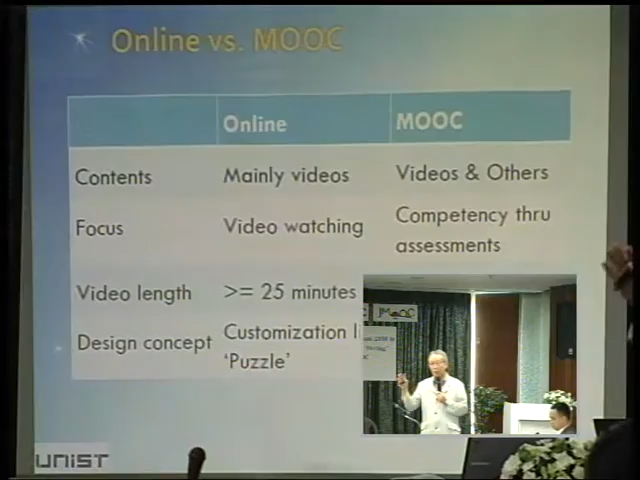 Online vs. MOOC
Online
MOOC
Contents
Mainly videos
Videos & Others
Focus
Video watching
Competency thru
assessments
Video length
>= 25 minutes
Design concept
Customization l
'Puzzle'
UNIST